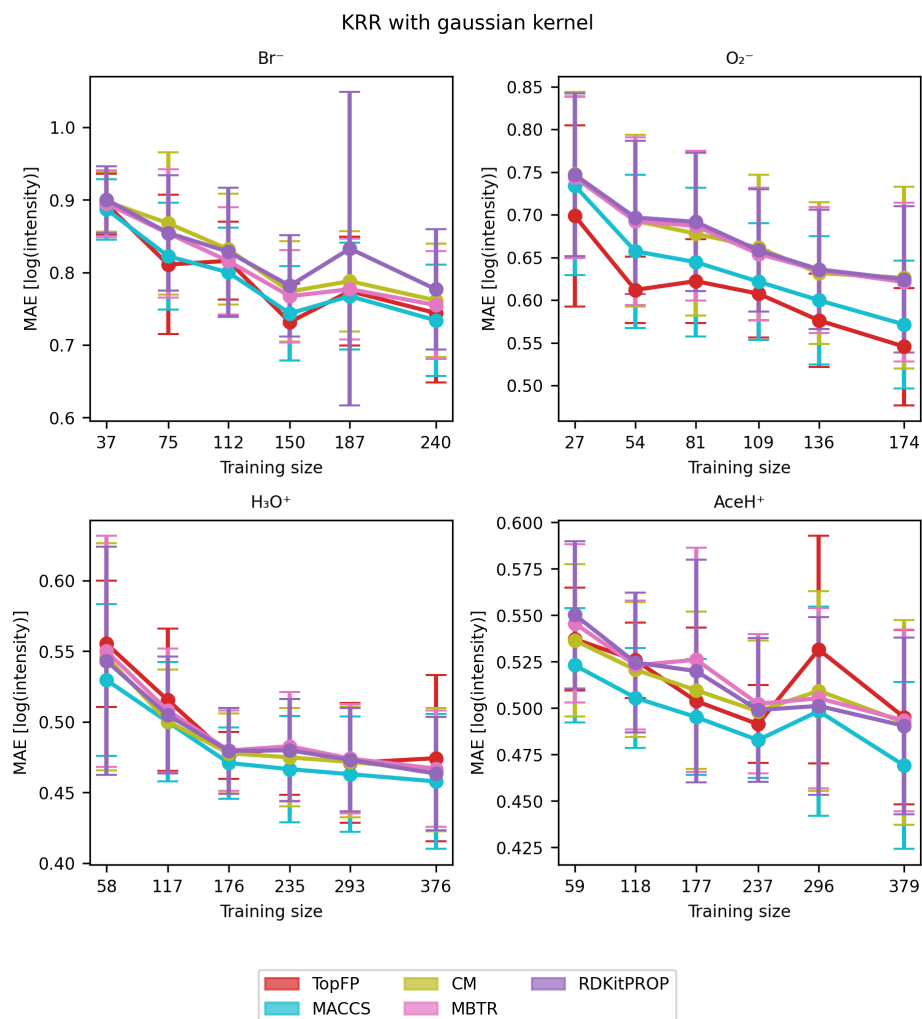 KRR with gaussian kernel
Br⁻
MAE [log(intensity)]
1.0
0.9
0.8
0.7
0.6
37 75 112 150 187 240
Training size
O₂⁻
MAE [log(intensity)]
0.85
0.80
0.75
0.70
0.65
0.60
0.55
0.50
27 54 81 109 136 174
Training size
H₃O⁺
MAE [log(intensity)]
0.60
0.55
0.50
0.45
0.40
58 117 176 235 293 376
Training size
AceH⁺
MAE [log(intensity)]
0.600
0.575
0.550
0.525
0.500
0.475
0.450
0.425
59 118 177 237 296 379
Training size
TopFP CM RDKitPROP
MACCS MBTR